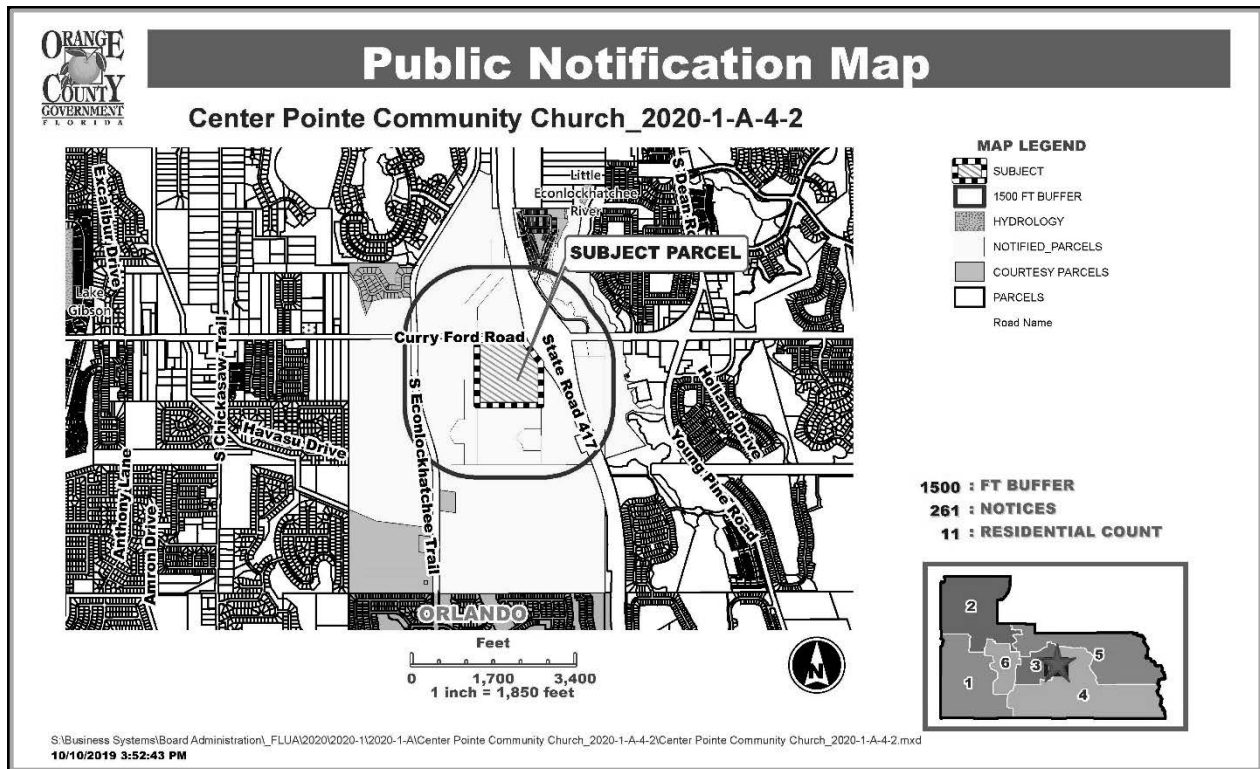 ORANGE
COUNTY
GOVERNMENT
FLORIDA
Public Notification Map
Center Pointe Community Church_2020-1-A-4-2
Excalibur Drive
Lake
Gibson
S Chickasaw Trail
Little
Econlockhatchee
River
S Dean Ro
SUBJECT PARCEL
Curry Ford Road
State Road 417
S Econlockhatchee Trail
Havasu Drive
Anthony Lane
Amron Drive
Holland Drive
Young Pine Road
ORLANDO
MAP LEGEND
SUBJECT
1500 FT BUFFER
HYDROLOGY
NOTIFIED_PARCELS
COURTESY PARCELS
PARCELS
Road Name
1500 : FT BUFFER
261 : NOTICES
11 : RESIDENTIAL COUNT
2
5
6
3
1
4
Feet
0 1,700 3,400
1 inch = 1,850 feet
N
S:\Business Systems\Board Administration\_FLUA\2020\2020-1\2020-1-A\Center Pointe Community Church_2020-1-A-4-2\Center Pointe Community Church_2020-1-A-4-2.mxd
10/10/2019 3:52:43 PM